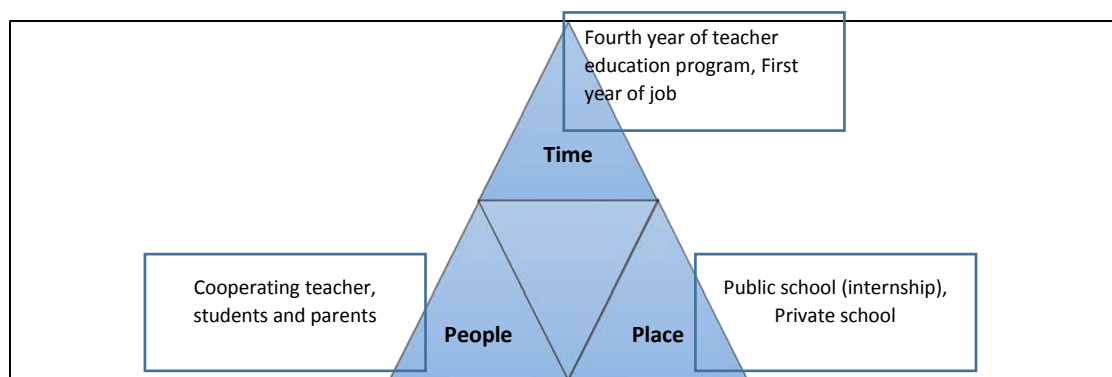 Fourth year of teacher
education program, First
year of job
Time
Cooperating teacher,
students and parents
Public school (internship),
Private school
People
Place